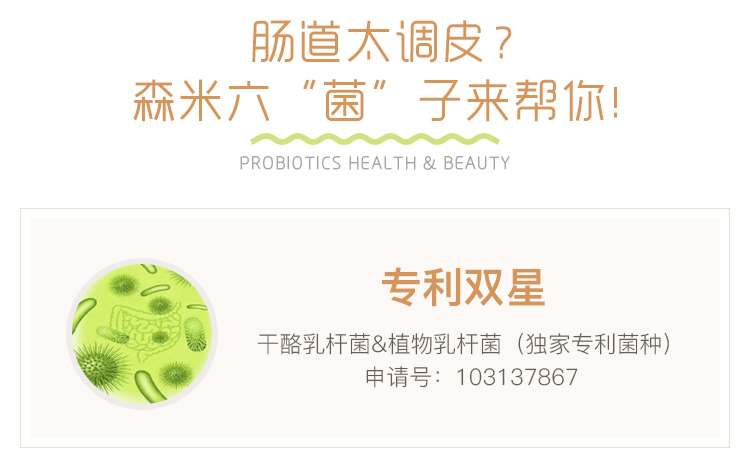 肠道太调皮？
森米六“菌”子来帮你!
PROBIOTICS HEALTH & BEAUTY
专利双星
干酪乳杆菌&植物乳杆菌（独家专利菌种）
申请号：103137867